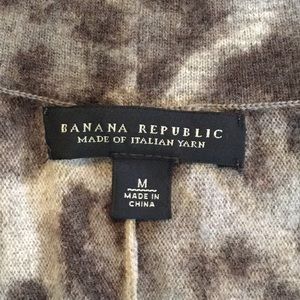 BANANA REPUBLIC
MADE OF ITALIAN YARN
M
MADE IN
CHINA